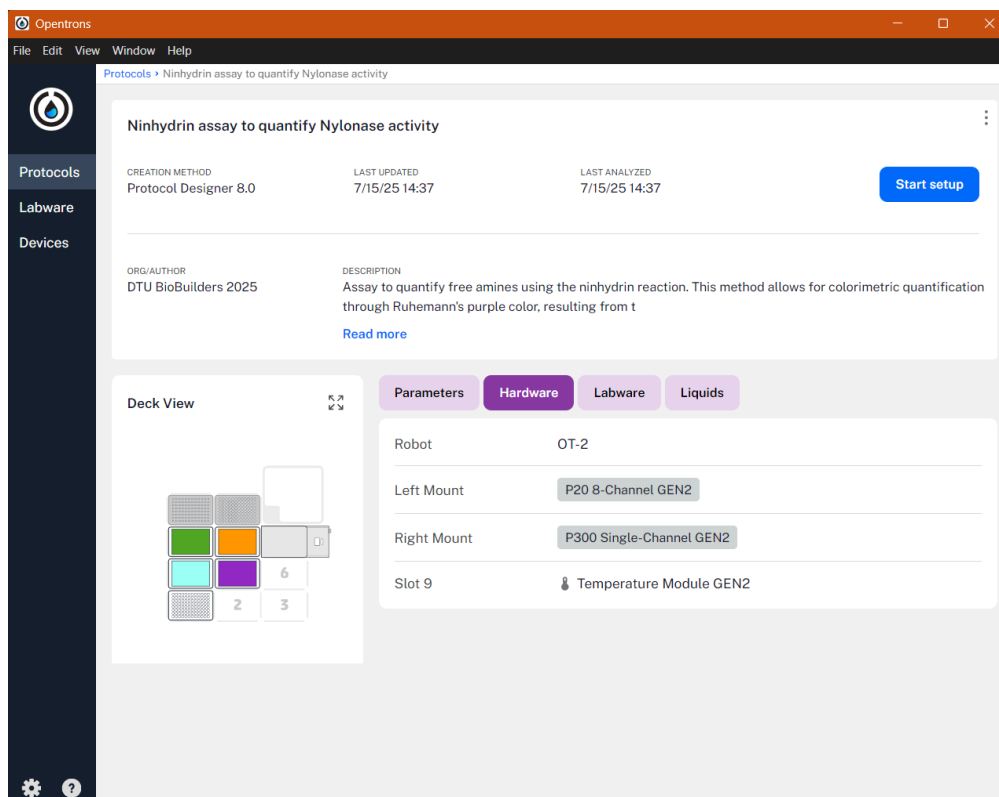 Opentrons
File Edit View Window Help
Protocols › Ninhydrin assay to quantify Nylonase activity
Ninhydrin assay to quantify Nylonase activity
Protocols
Labware
Devices
CREATION METHOD
Protocol Designer 8.0
LAST UPDATED
7/15/25 14:37
LAST ANALYZED
7/15/25 14:37
Start setup
ORG/AUTHOR
DTU BioBuilders 2025
DESCRIPTION
Assay to quantify free amines using the ninhydrin reaction. This method allows for colorimetric quantification
through Ruhemann's purple color, resulting from t
Read more
Deck View
6
2
3
Parameters
Hardware
Labware
Liquids
Robot
OT-2
Left Mount
P20 8-Channel GEN2
Right Mount
P300 Single-Channel GEN2
Slot 9
Temperature Module GEN2
?